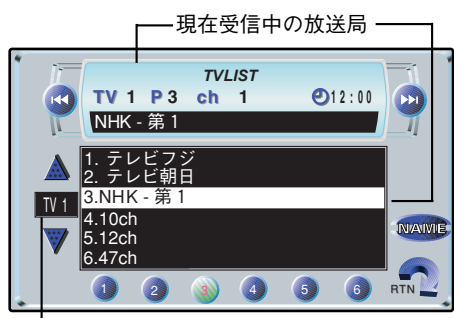 現在受信中の放送局
TVLIST
TV 1 P 3 ch 1 12:00
NHK - 第 1
1. テレビフジ
2. テレビ朝日
3.NHK - 第 1
4.10ch
5.12ch
6.47ch
TV 1
NAME
1 2 3 4 5 6 RTN